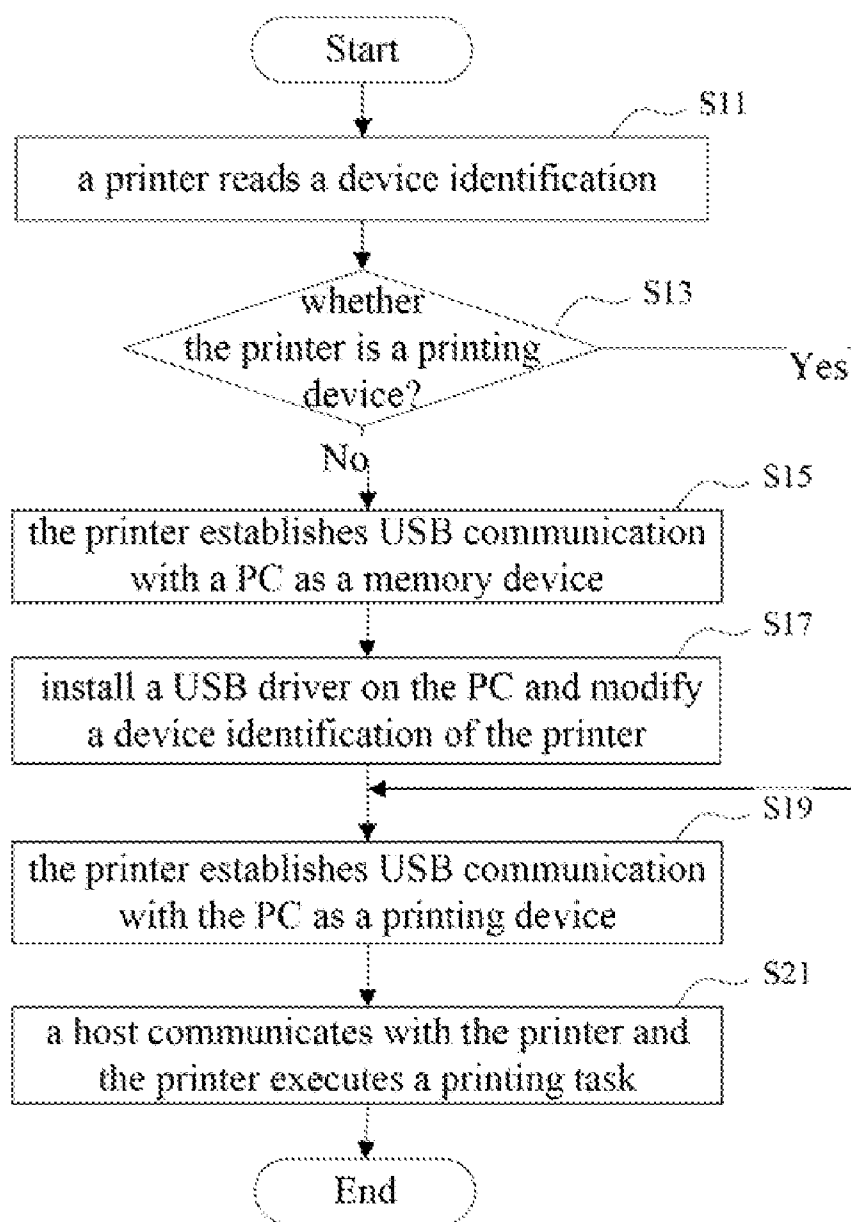 Start
S11
a printer reads a device identification
S13
whether
the printer is a printing
device?
Yes
No
S15
the printer establishes USB communication
with a PC as a memory device
S17
install a USB driver on the PC and modify
a device identification of the printer
S19
the printer establishes USB communication
with the PC as a printing device
S21
a host communicates with the printer and
the printer executes a printing task
End